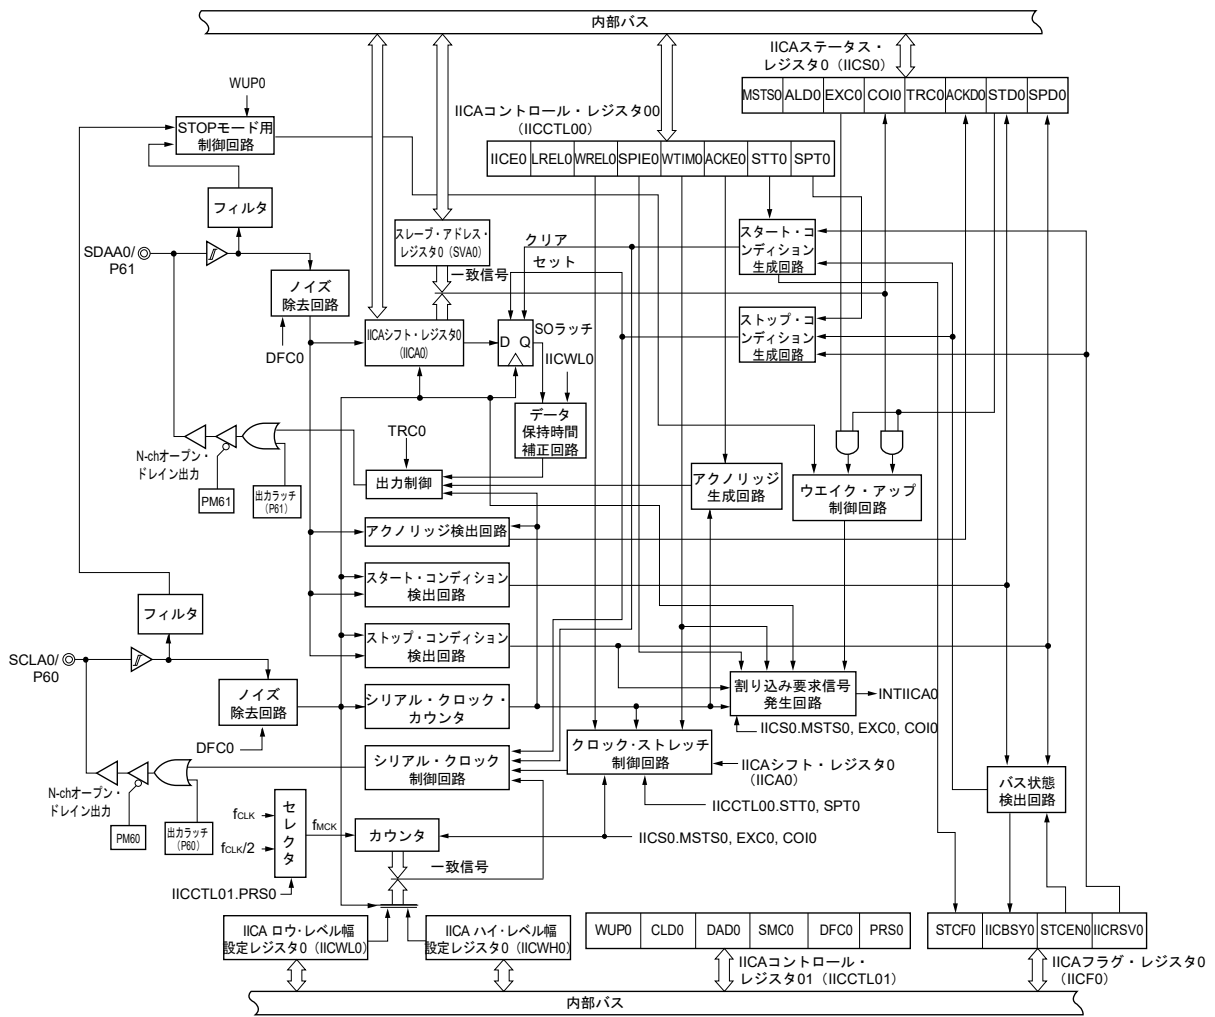 内部バス
IICAステータス・
レジスタ0（IICS0）
MSTS0 ALD0 EXC0 COI0 TRC0 ACKD0 STD0 SPD0
WUP0
IICAコントロール・レジスタ00
（IICCTL00）
IICE0 LREL0 WREL0 SPIE0 WTIM0 ACKE0 STT0 SPT0
STOPモード用
制御回路
フィルタ
SDAA0/
P61
スレーブ・アドレス・
レジスタ0（SVA0）
クリア
セット
一致信号
スタート・コ
ンディション
生成回路
ノイズ
除去回路
DFC0
IICAシフト・レジスタ0
（IICA0）
D Q
SOラッチ
IICWL0
ストップ・コ
ンディション
生成回路
データ
保持時間
補正回路
TRC0
N-chオープン・
ドレイン出力
PM61
出力ラッチ
（P61）
出力制御
アクノリッジ
生成回路
ウエイク・アップ
制御回路
アクノリッジ検出回路
スタート・コンディション
検出回路
フィルタ
ストップ・コンディション
検出回路
SCLA0/
P60
ノイズ
除去回路
DFC0
シリアル・クロック・
カウンタ
割り込み要求信号
発生回路
INTIICA0
IICS0.MSTS0, EXC0, COI0
シリアル・クロック
制御回路
クロック・ストレッチ
制御回路
IICAシフト・レジスタ0
（IICA0）
IICCTL00.STT0, SPT0
バス状態
検出回路
N-chオープン・
ドレイン出力
PM60
出力ラッチ
（P60）
fCLK
fCLK/2
セレクタ
fMCK
カウンタ
IICS0.MSTS0, EXC0, COI0
一致信号
IICCTL01.PRS0
IICA ロウ・レベル幅
設定レジスタ0（IICWL0）
IICA ハイ・レベル幅
設定レジスタ0（IICWH0）
WUP0 CLD0 DAD0 SMC0 DFC0 PRS0
STCF0 IICBSY0 STCEN0 IICRSV0
IICAコントロール・
レジスタ01（IICCTL01）
IICAフラグ・レジスタ0
（IICF0）
内部バス